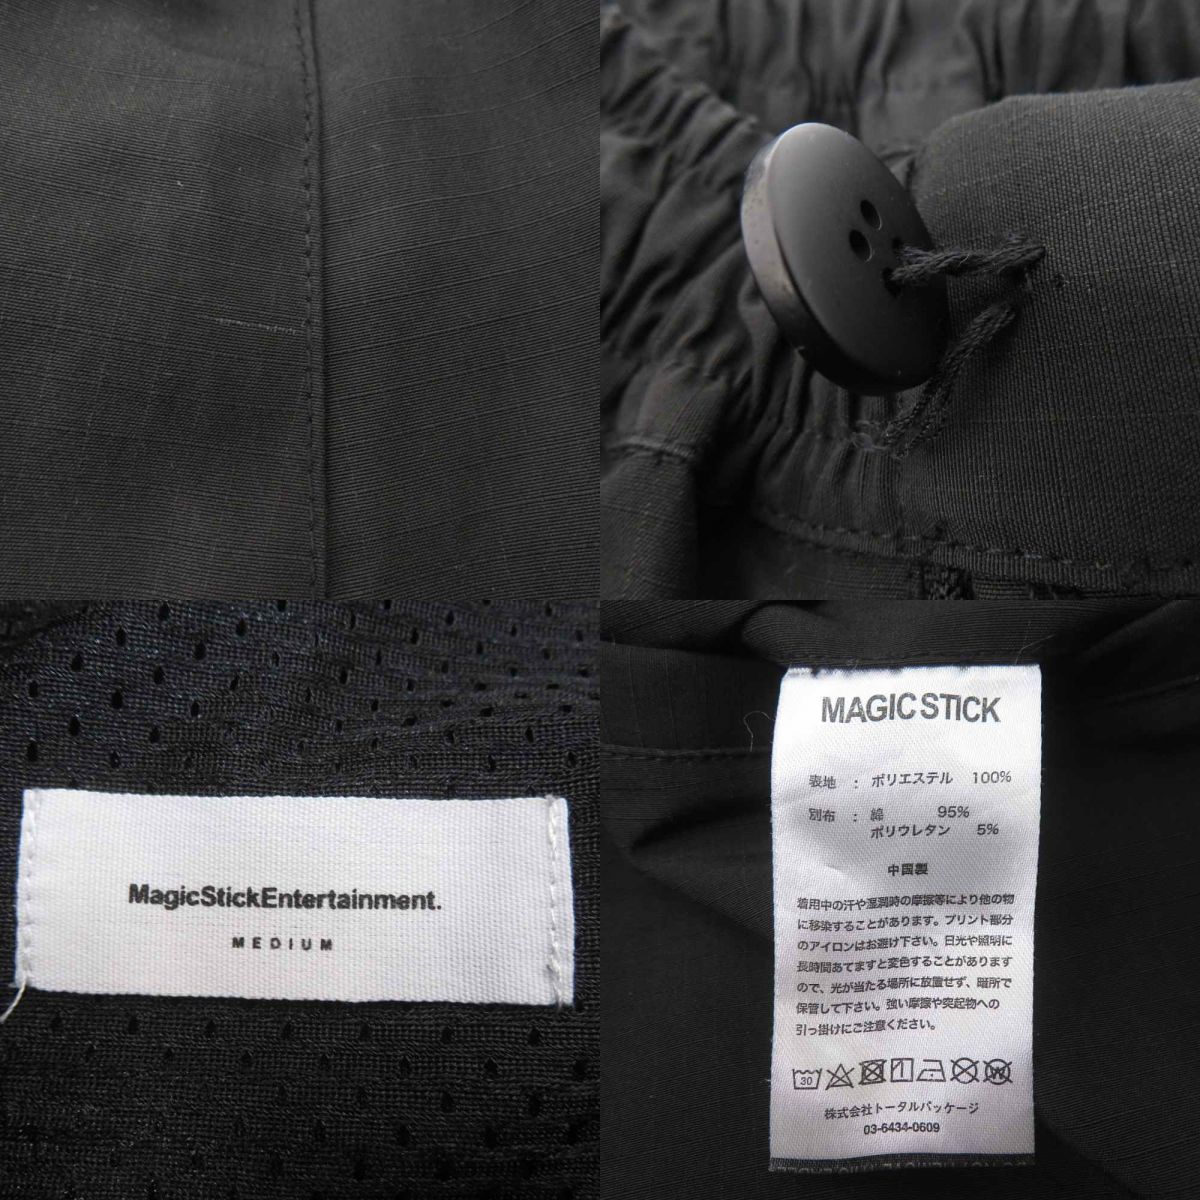 MagicStickEntertainment.
MEDIUM
MAGIC STICK
表地 : ポリエステル 100%
別布 : 綿 95%
ポリウレタン 5%
中国製
着用中の汗や湿潤時の摩擦等により他の物
に移染することがあります。プリント部分
のアイロンはお避け下さい。日光や照明に
長時間あてますと変色することがあります
ので、光が当たる場所に放置せず、暗所で
保管して下さい。強い摩擦や突起物への
引っ掛けにご注意ください。
30
株式会社トータルパッケージ
03-6434-0609